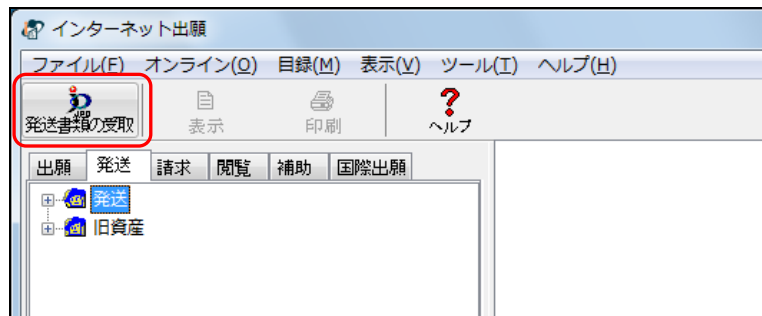 インターネット出願
ファイル(F) オンライン(O) 目録(M) 表示(V) ツール(T) ヘルプ(H)
発送書類の受取 表示 印刷 ヘルプ
出願 発送 請求 閲覧 補助 国際出願
発送
旧資産